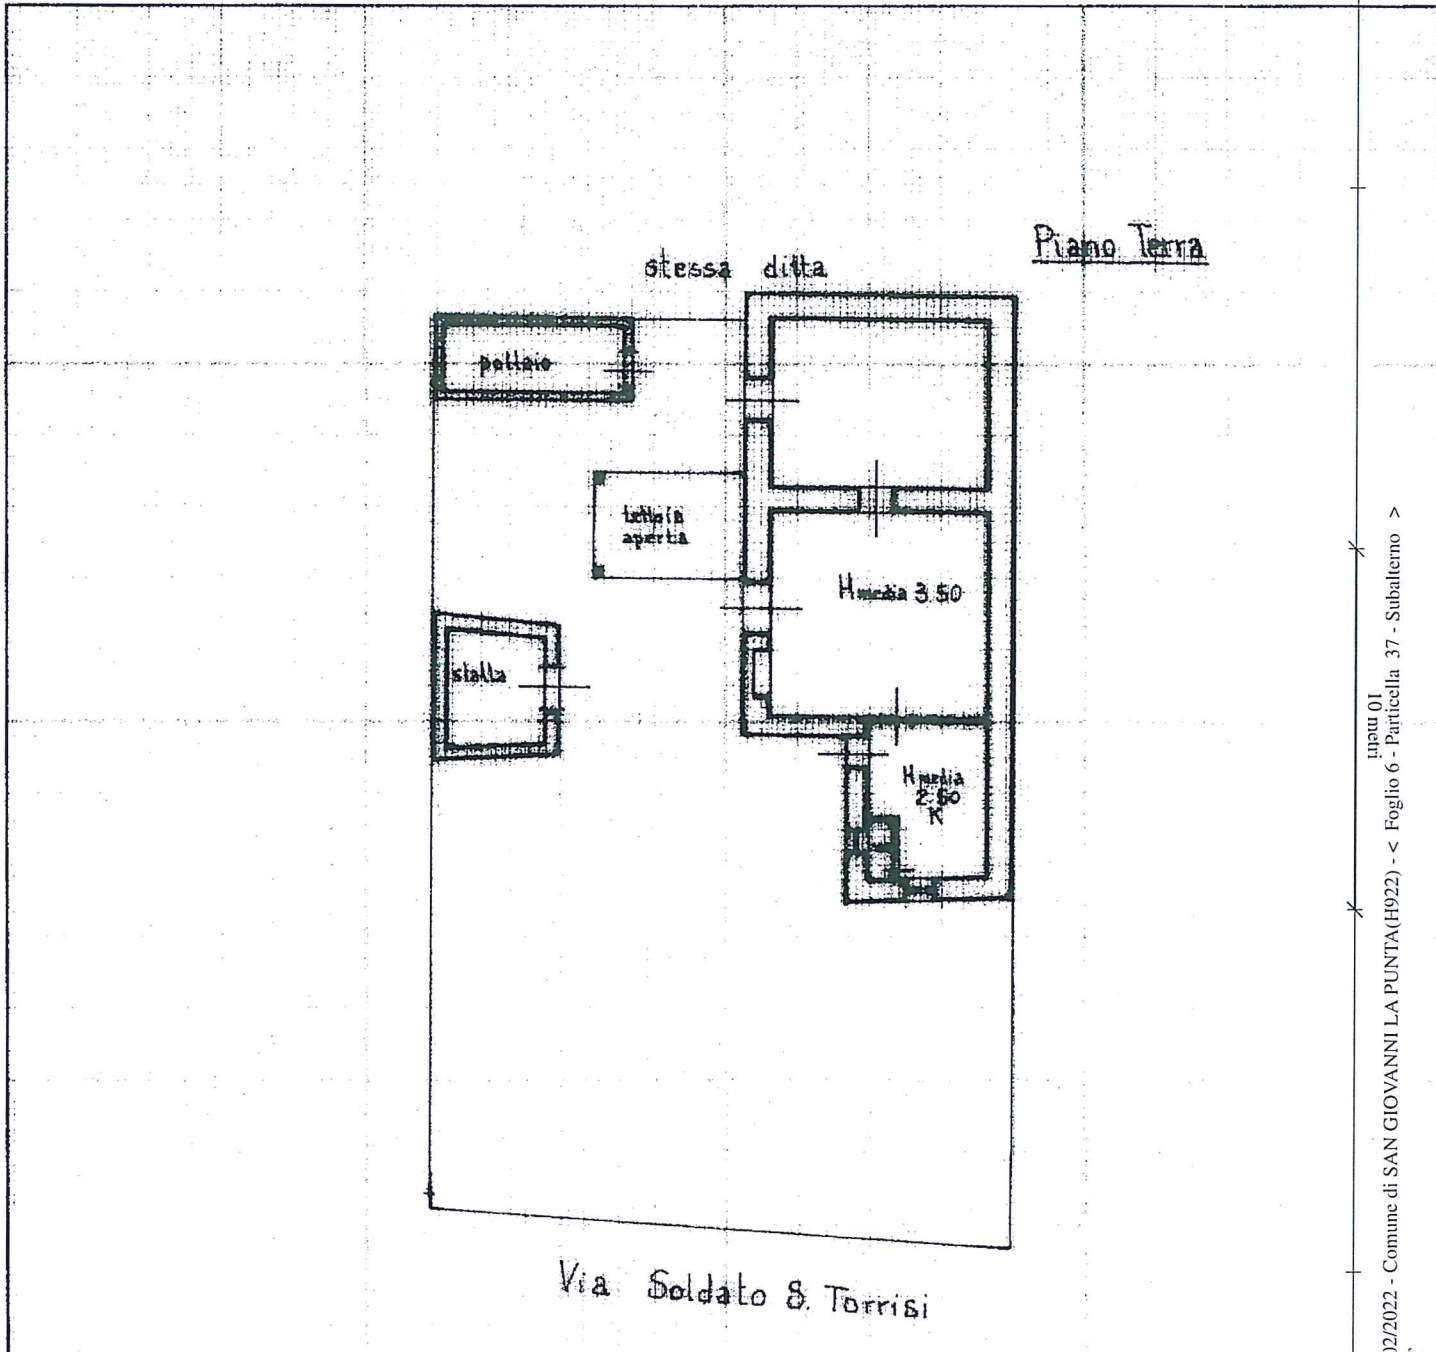 Piano Terra
stessa ditta
pollaio
tettoia
aperta
H media 3.50
stalla
H media
2.50
K
Via Soldato S. Torrisi
10 metri
02/2022 - Comune di SAN GIOVANNI LA PUNTA(H922) - < Foglio 6 - Particella 37 - Subalterno >